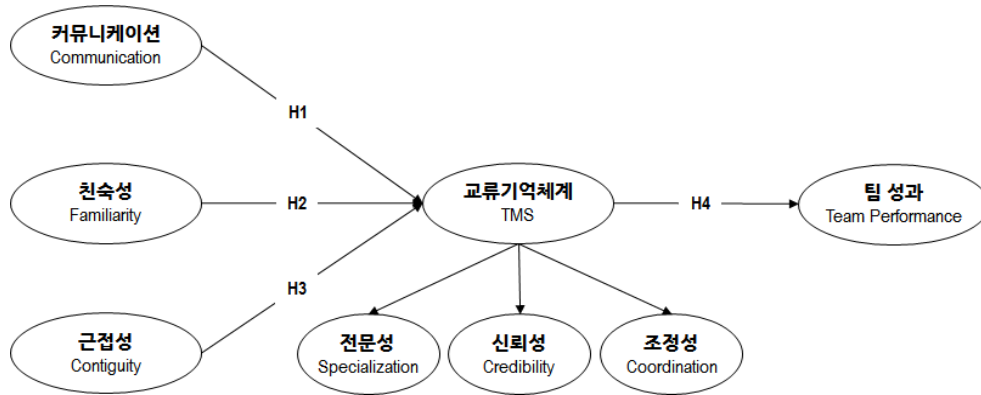 커뮤니케이션
Communication
H1
친숙성
Familiarity
H2
교류기억체계
TMS
H4
팀 성과
Team Performance
H3
근접성
Contiguity
전문성
Specialization
신뢰성
Credibility
조정성
Coordination